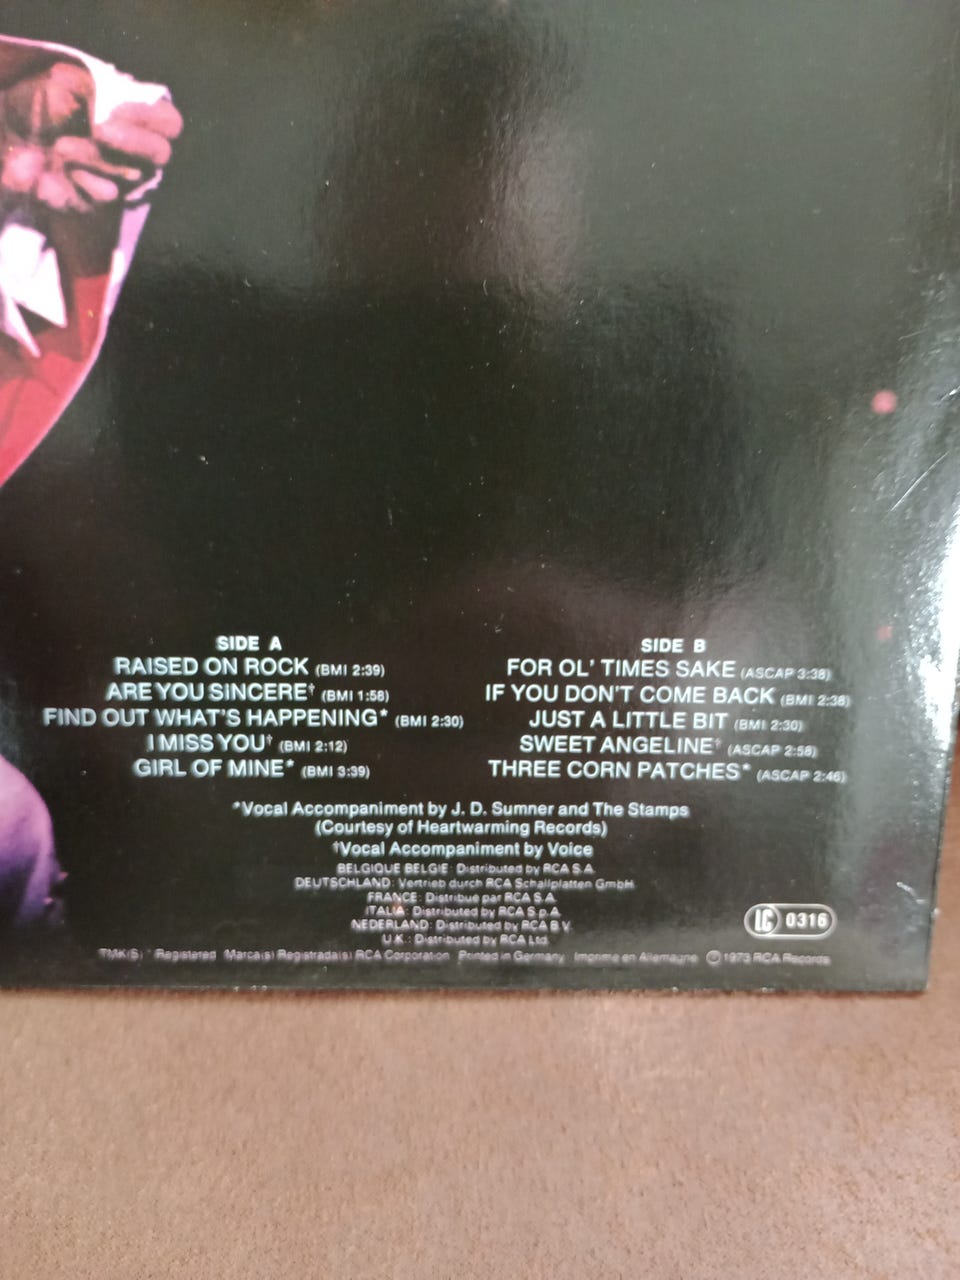 SIDE A
RAISED ON ROCK (BMI 2:39)
ARE YOU SINCERE† (BMI 1:58)
FIND OUT WHAT'S HAPPENING* (BMI 2:30)
I MISS YOU† (BMI 2:12)
GIRL OF MINE* (BMI 3:39)
SIDE B
FOR OL' TIMES SAKE (ASCAP 3:38)
IF YOU DON'T COME BACK (BMI 2:38)
JUST A LITTLE BIT (BMI 2:30)
SWEET ANGELINE† (ASCAP 2:58)
THREE CORN PATCHES* (ASCAP 2:46)
*Vocal Accompaniment by J. D. Sumner and The Stamps
(Courtesy of Heartwarming Records)
†Vocal Accompaniment by Voice
BELGIQUE BELGIE: Distributed by RCA S.A.
DEUTSCHLAND: Vertrieb durch RCA Schallplatten GmbH
FRANCE: Distribué par RCA S.A.
ITALIA: Distributed by RCA S.p.A.
NEDERLAND: Distributed by RCA B.V.
U.K.: Distributed by RCA Ltd.
LC 0316
TMK(S) ® Registered Marca(s) Registrada(s) RCA Corporation Printed in Germany Imprimé en Allemagne Ⓟ 1973 RCA Records